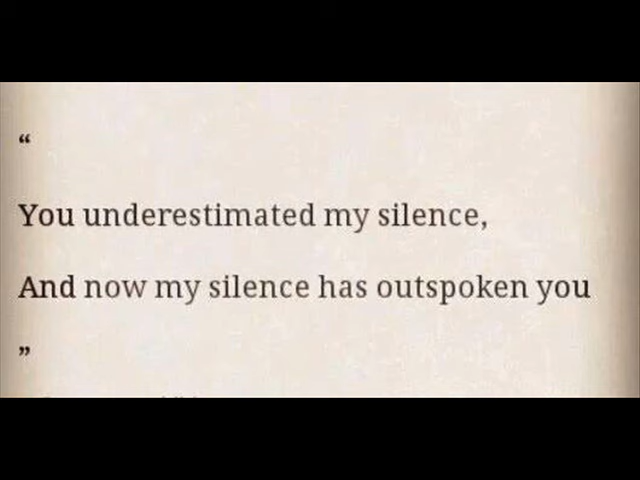 “
You underestimated my silence,
And now my silence has outspoken you
”